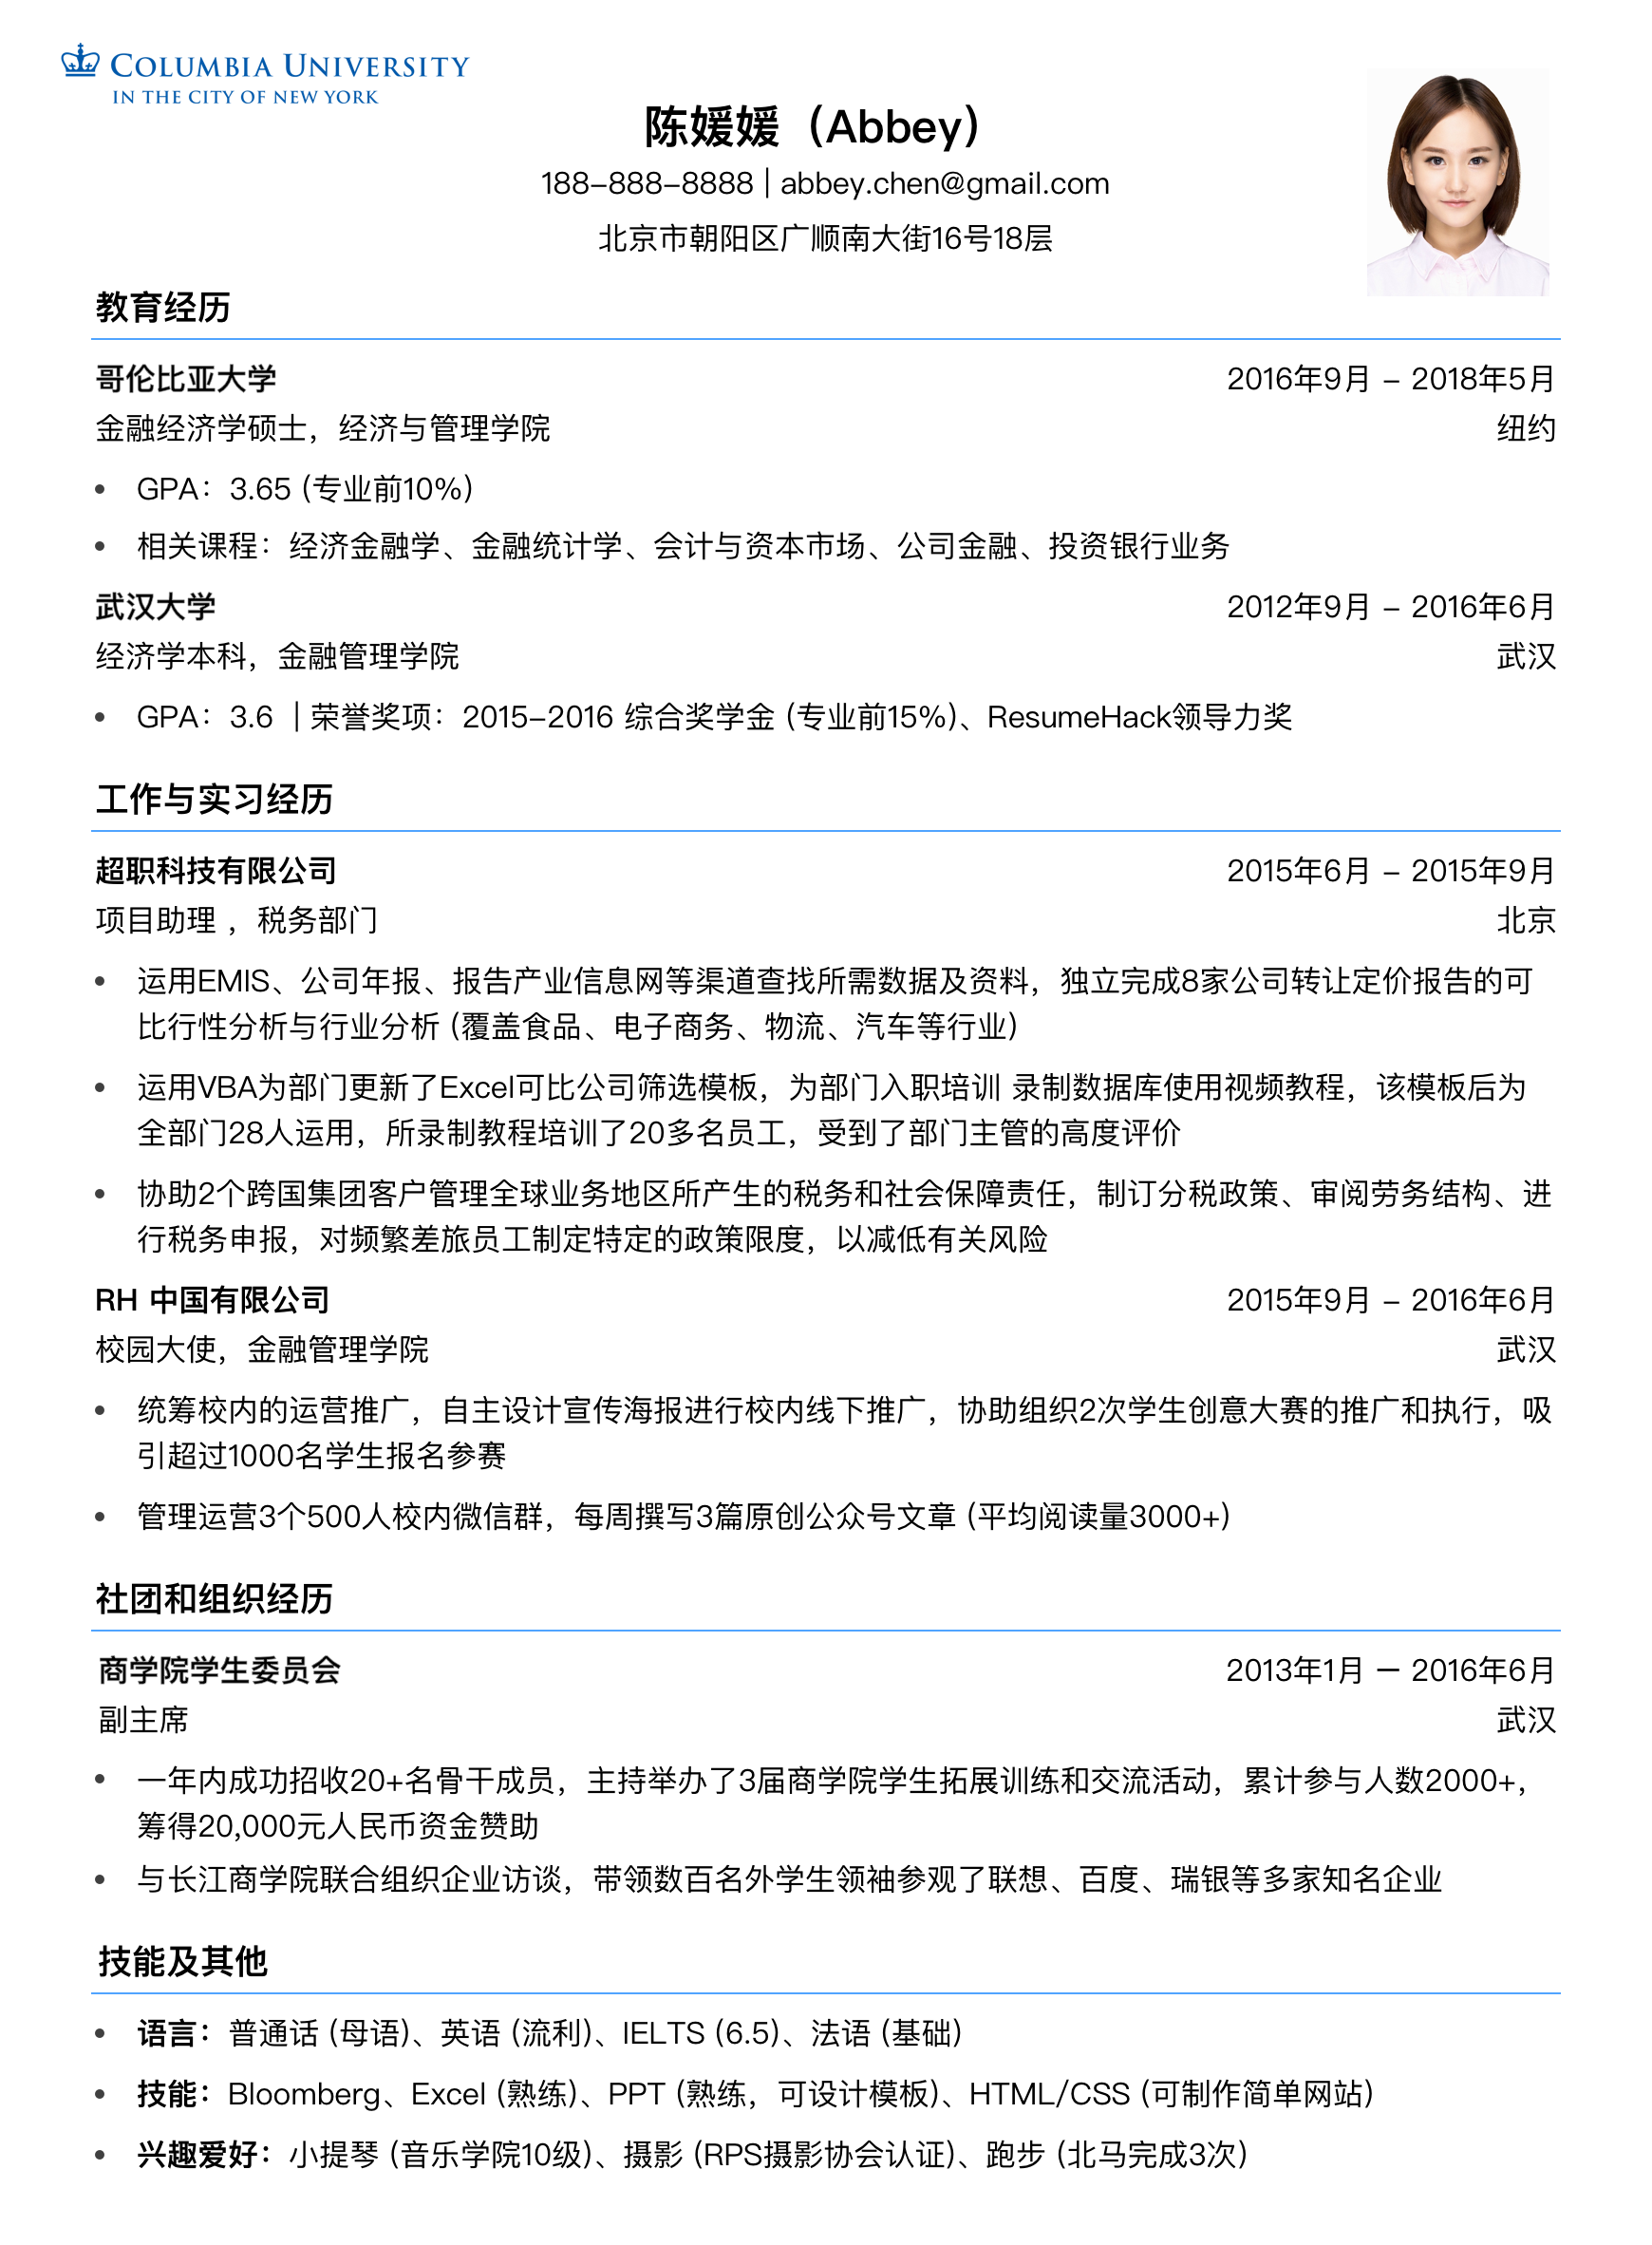 COLUMBIA UNIVERSITY
IN THE CITY OF NEW YORK
陈媛媛（Abbey）
188-888-8888 | abbey.chen@gmail.com
北京市朝阳区广顺南大街16号18层
教育经历
哥伦比亚大学 2016年9月 – 2018年5月
金融经济学硕士，经济与管理学院 纽约
• GPA：3.65 (专业前10%)
• 相关课程：经济金融学、金融统计学、会计与资本市场、公司金融、投资银行业务
武汉大学 2012年9月 – 2016年6月
经济学本科，金融管理学院 武汉
• GPA：3.6 | 荣誉奖项：2015-2016 综合奖学金 (专业前15%)、ResumeHack领导力奖
工作与实习经历
超职科技有限公司 2015年6月 – 2015年9月
项目助理 ，税务部门 北京
• 运用EMIS、公司年报、报告产业信息网等渠道查找所需数据及资料，独立完成8家公司转让定价报告的可
比行性分析与行业分析 (覆盖食品、电子商务、物流、汽车等行业)
• 运用VBA为部门更新了Excel可比公司筛选模板，为部门入职培训 录制数据库使用视频教程，该模板后为
全部门28人运用，所录制教程培训了20多名员工，受到了部门主管的高度评价
• 协助2个跨国集团客户管理全球业务地区所产生的税务和社会保障责任，制订分税政策、审阅劳务结构、进
行税务申报，对频繁差旅员工制定特定的政策限度，以减低有关风险
RH 中国有限公司 2015年9月 – 2016年6月
校园大使，金融管理学院 武汉
• 统筹校内的运营推广，自主设计宣传海报进行校内线下推广，协助组织2次学生创意大赛的推广和执行，吸
引超过1000名学生报名参赛
• 管理运营3个500人校内微信群，每周撰写3篇原创公众号文章 (平均阅读量3000+)
社团和组织经历
商学院学生委员会 2013年1月 — 2016年6月
副主席 武汉
• 一年内成功招收20+名骨干成员，主持举办了3届商学院学生拓展训练和交流活动，累计参与人数2000+，
筹得20,000元人民币资金赞助
• 与长江商学院联合组织企业访谈，带领数百名外学生领袖参观了联想、百度、瑞银等多家知名企业
技能及其他
• 语言：普通话 (母语)、英语 (流利)、IELTS (6.5)、法语 (基础)
• 技能：Bloomberg、Excel (熟练)、PPT (熟练，可设计模板)、HTML/CSS (可制作简单网站)
• 兴趣爱好：小提琴 (音乐学院10级)、摄影 (RPS摄影协会认证)、跑步 (北马完成3次)